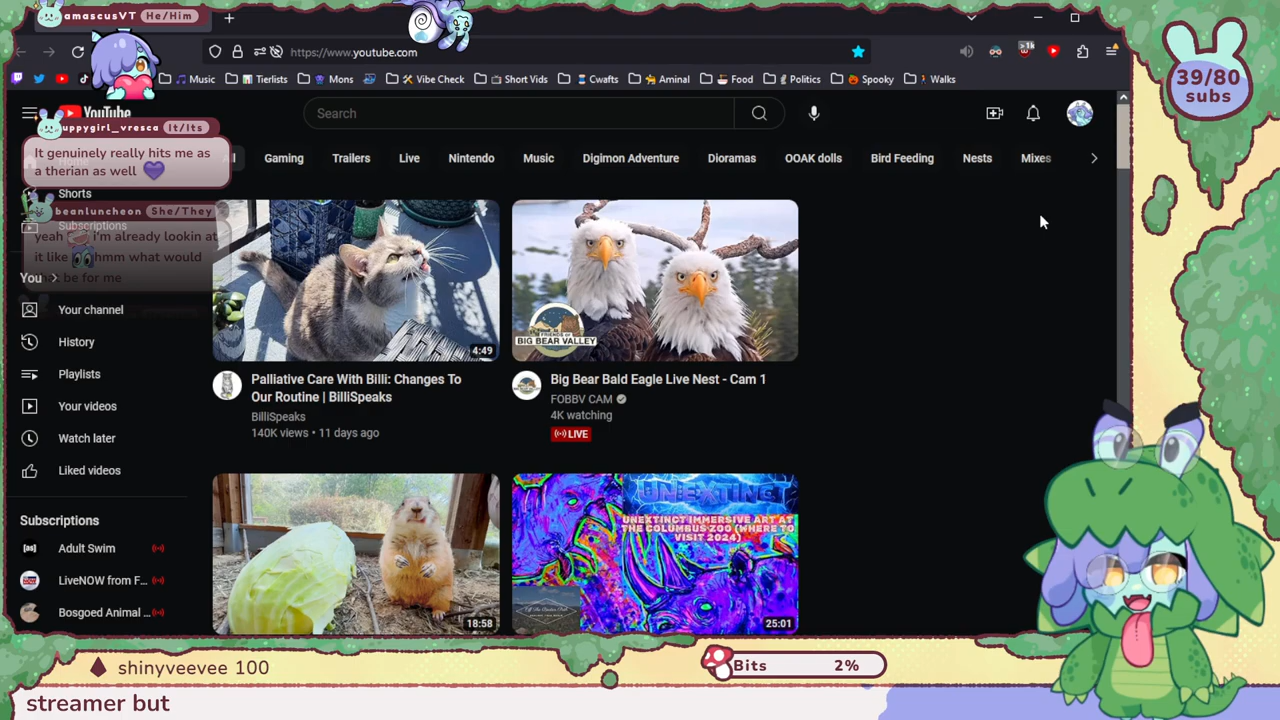 amascusVT He/Him
https://www.youtube.com
>1k
Music
Tierlists
Mons
Vibe Check
Short Vids
Cwafts
Aminal
Food
Politics
Spooky
Walks
39/80
subs
YouTube
Search
uppygirl_vresca It/Its
It genuinely really hits me as
a therian as well
Gaming
Trailers
Live
Nintendo
Music
Digimon Adventure
Dioramas
OOAK dolls
Bird Feeding
Nests
Mixes
Shorts
beanluncheon She/They
Subscriptions
yeah i'm already lookin at
it like hmm what would
be for me
You
Your channel
History
Playlists
Your videos
Watch later
Liked videos
Subscriptions
Adult Swim
LiveNOW from F...
Bosgoed Animal ...
4:49
Palliative Care With Billi: Changes To
Our Routine | BilliSpeaks
BilliSpeaks
140K views • 11 days ago
FRIENDS OF
BIG BEAR VALLEY
Big Bear Bald Eagle Live Nest - Cam 1
FOBBV CAM
4K watching
LIVE
18:58
UNEXTINCT
UNEXTINCT IMMERSIVE ART AT
THE COLUMBUS ZOO (WHERE TO
VISIT 2024)
25:01
shinyveevee 100
Bits 2%
streamer but